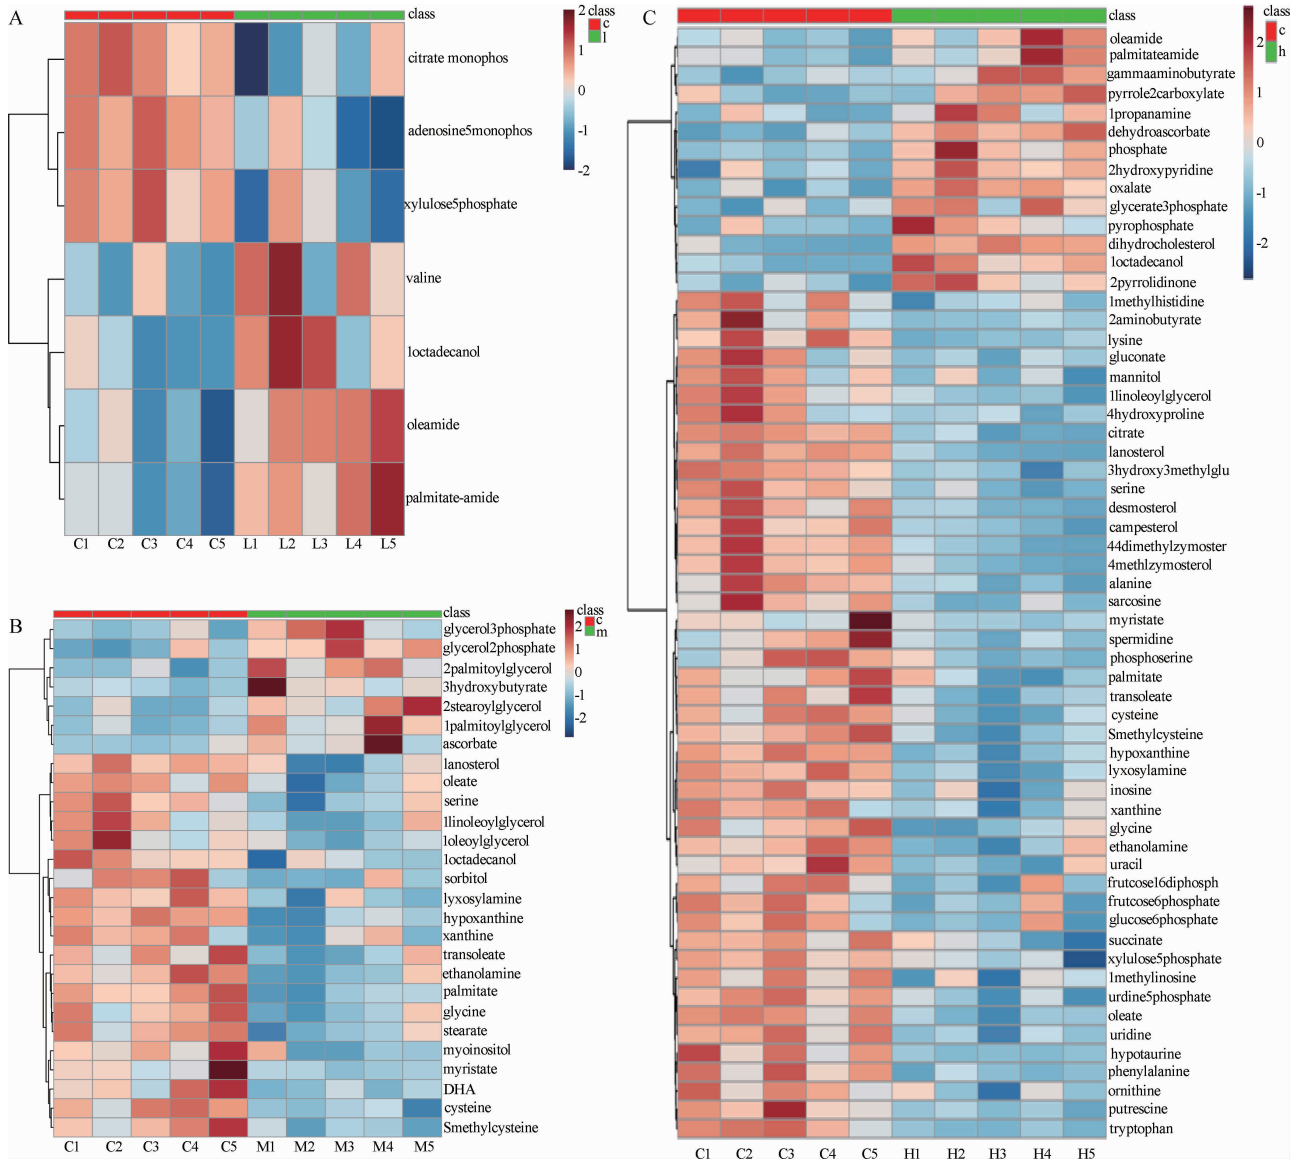 A
class
citrate monophos
adenosine5monophos
xylulose5phosphate
valine
1octadecanol
oleamide
palmitate-amide
C1 C2 C3 C4 C5 L1 L2 L3 L4 L5
2
1
0
-1
-2
class
c
l
B
class
glycerol3phosphate
glycerol2phosphate
2palmitoylglycerol
3hydroxybutyrate
2stearoylglycerol
1palmitoylglycerol
ascorbate
lanosterol
oleate
serine
1linoleoylglycerol
1oleoylglycerol
1octadecanol
sorbitol
lyxosylamine
hypoxanthine
xanthine
transoleate
ethanolamine
palmitate
glycine
stearate
myoinositol
myristate
DHA
cysteine
Smethylcysteine
C1 C2 C3 C4 C5 M1 M2 M3 M4 M5
2
1
0
-1
-2
class
c
m
C
class
oleamide
palmitateamide
gammaaminobutyrate
pyrrole2carboxylate
1propanamine
dehydroascorbate
phosphate
2hydroxypyridine
oxalate
glycerate3phosphate
pyrophosphate
dihydrocholesterol
1octadecanol
2pyrrolidinone
1methylhistidine
2aminobutyrate
lysine
gluconate
mannitol
1linoleoylglycerol
4hydroxyproline
citrate
lanosterol
3hydroxy3methylglu
serine
desmosterol
campesterol
44dimethylzymoster
4methlzymosterol
alanine
sarcosine
myristate
spermidine
phosphoserine
palmitate
transoleate
cysteine
Smethylcysteine
hypoxanthine
lyxosylamine
inosine
xanthine
glycine
ethanolamine
uracil
frutcose16diphosph
frutcose6phosphate
glucose6phosphate
succinate
xylulose5phosphate
1methylinosine
urdine5phosphate
oleate
uridine
hypotaurine
phenylalanine
ornithine
putrescine
tryptophan
C1 C2 C3 C4 C5 H1 H2 H3 H4 H5
2
1
0
-1
-2
class
c
h